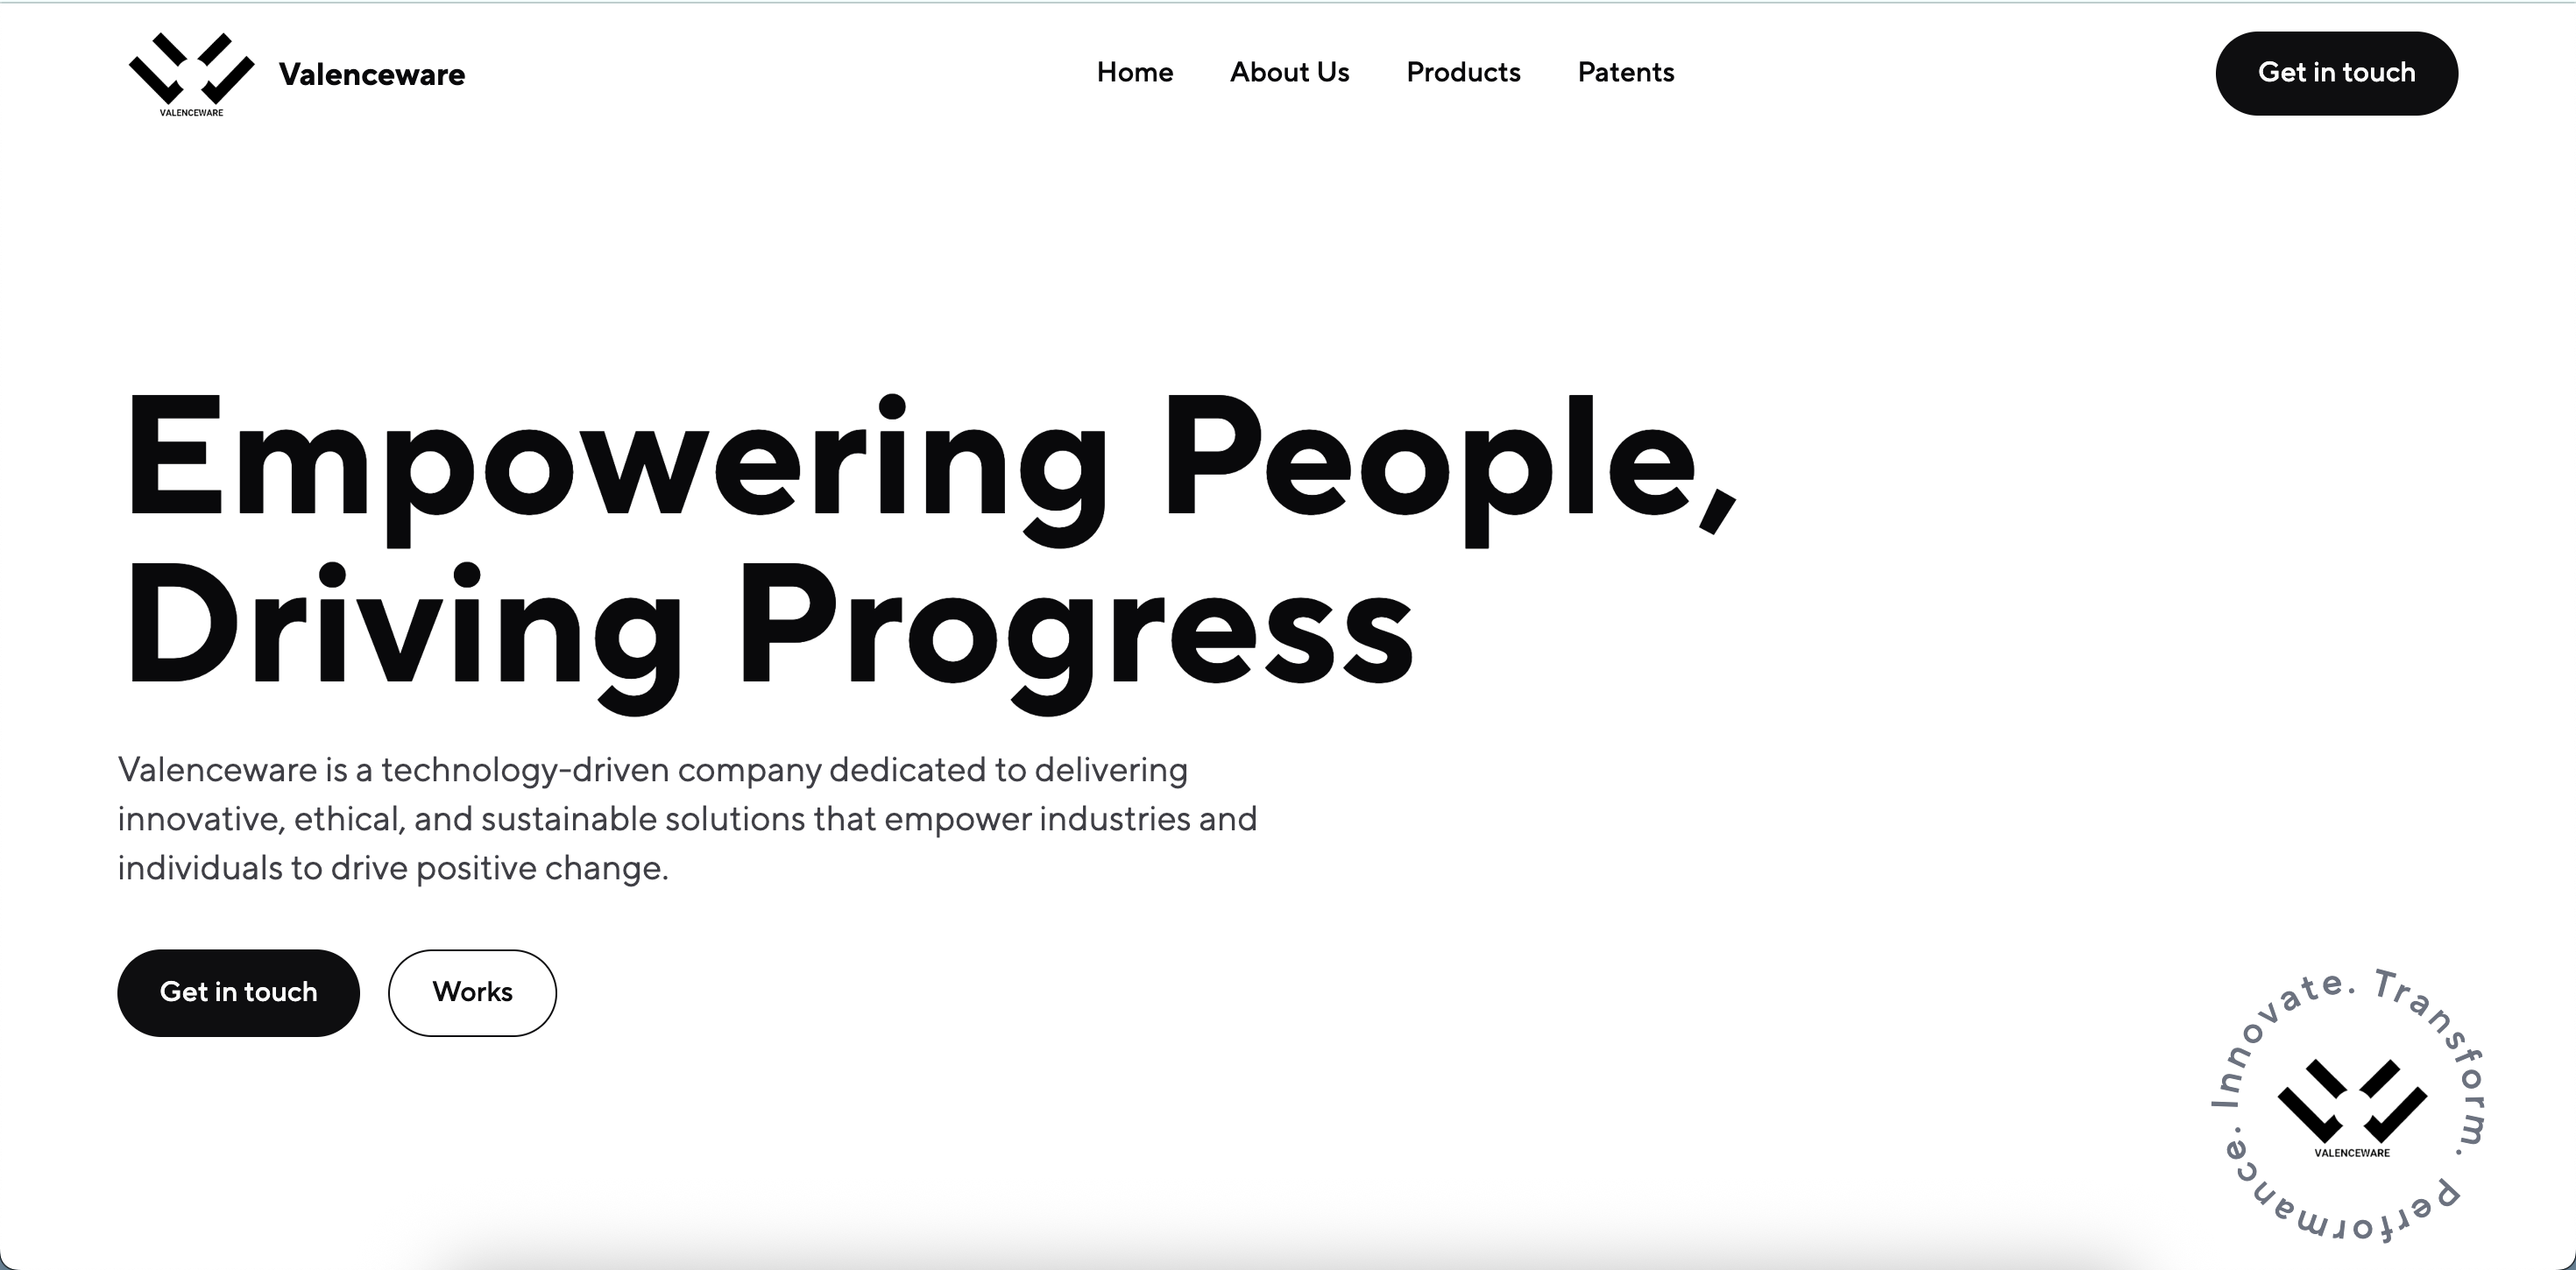 VALENCEWARE
Valenceware
Home
About Us
Products
Patents
Get in touch
Empowering People,
Driving Progress
Valenceware is a technology-driven company dedicated to delivering
innovative, ethical, and sustainable solutions that empower industries and
individuals to drive positive change.
Get in touch
Works
Innovate. Transform. Performance.
VALENCEWARE